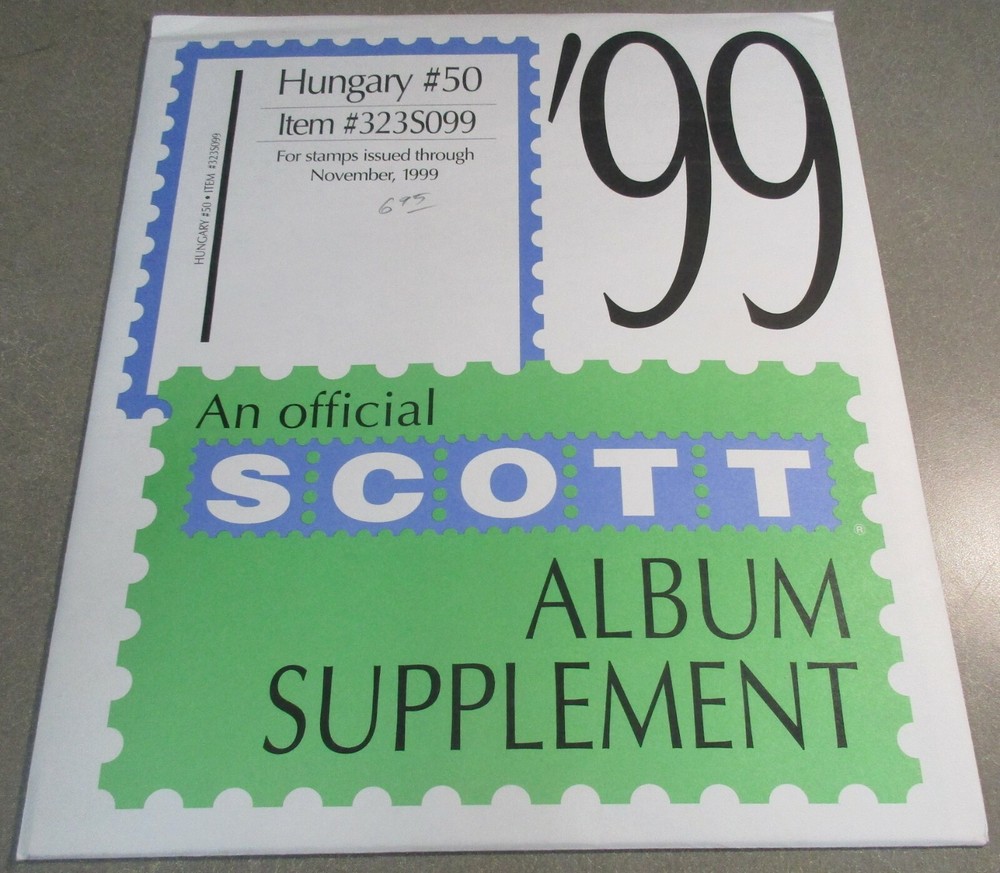 '99
Hungary #50
Item #323S099
For stamps issued through
November, 1999
6 95
HUNGARY #50 • ITEM #323S099
An official
SCOTT
®
ALBUM
SUPPLEMENT